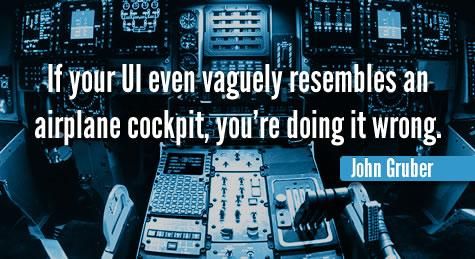 If your UI even vaguely resembles an
airplane cockpit, you're doing it wrong.
John Gruber